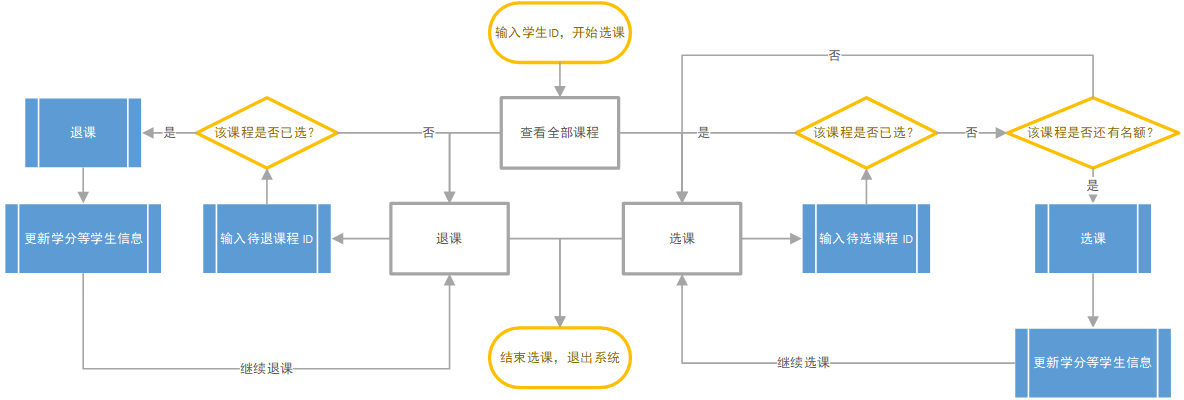 输入学生ID，开始选课
否
退课
是
该课程是否已选？
否
查看全部课程
是
该课程是否已选？
否
该课程是否还有名额？
是
更新学分等学生信息
输入待退课程 ID
退课
选课
输入待选课程 ID
选课
结束选课，退出系统
继续退课
继续选课
更新学分等学生信息